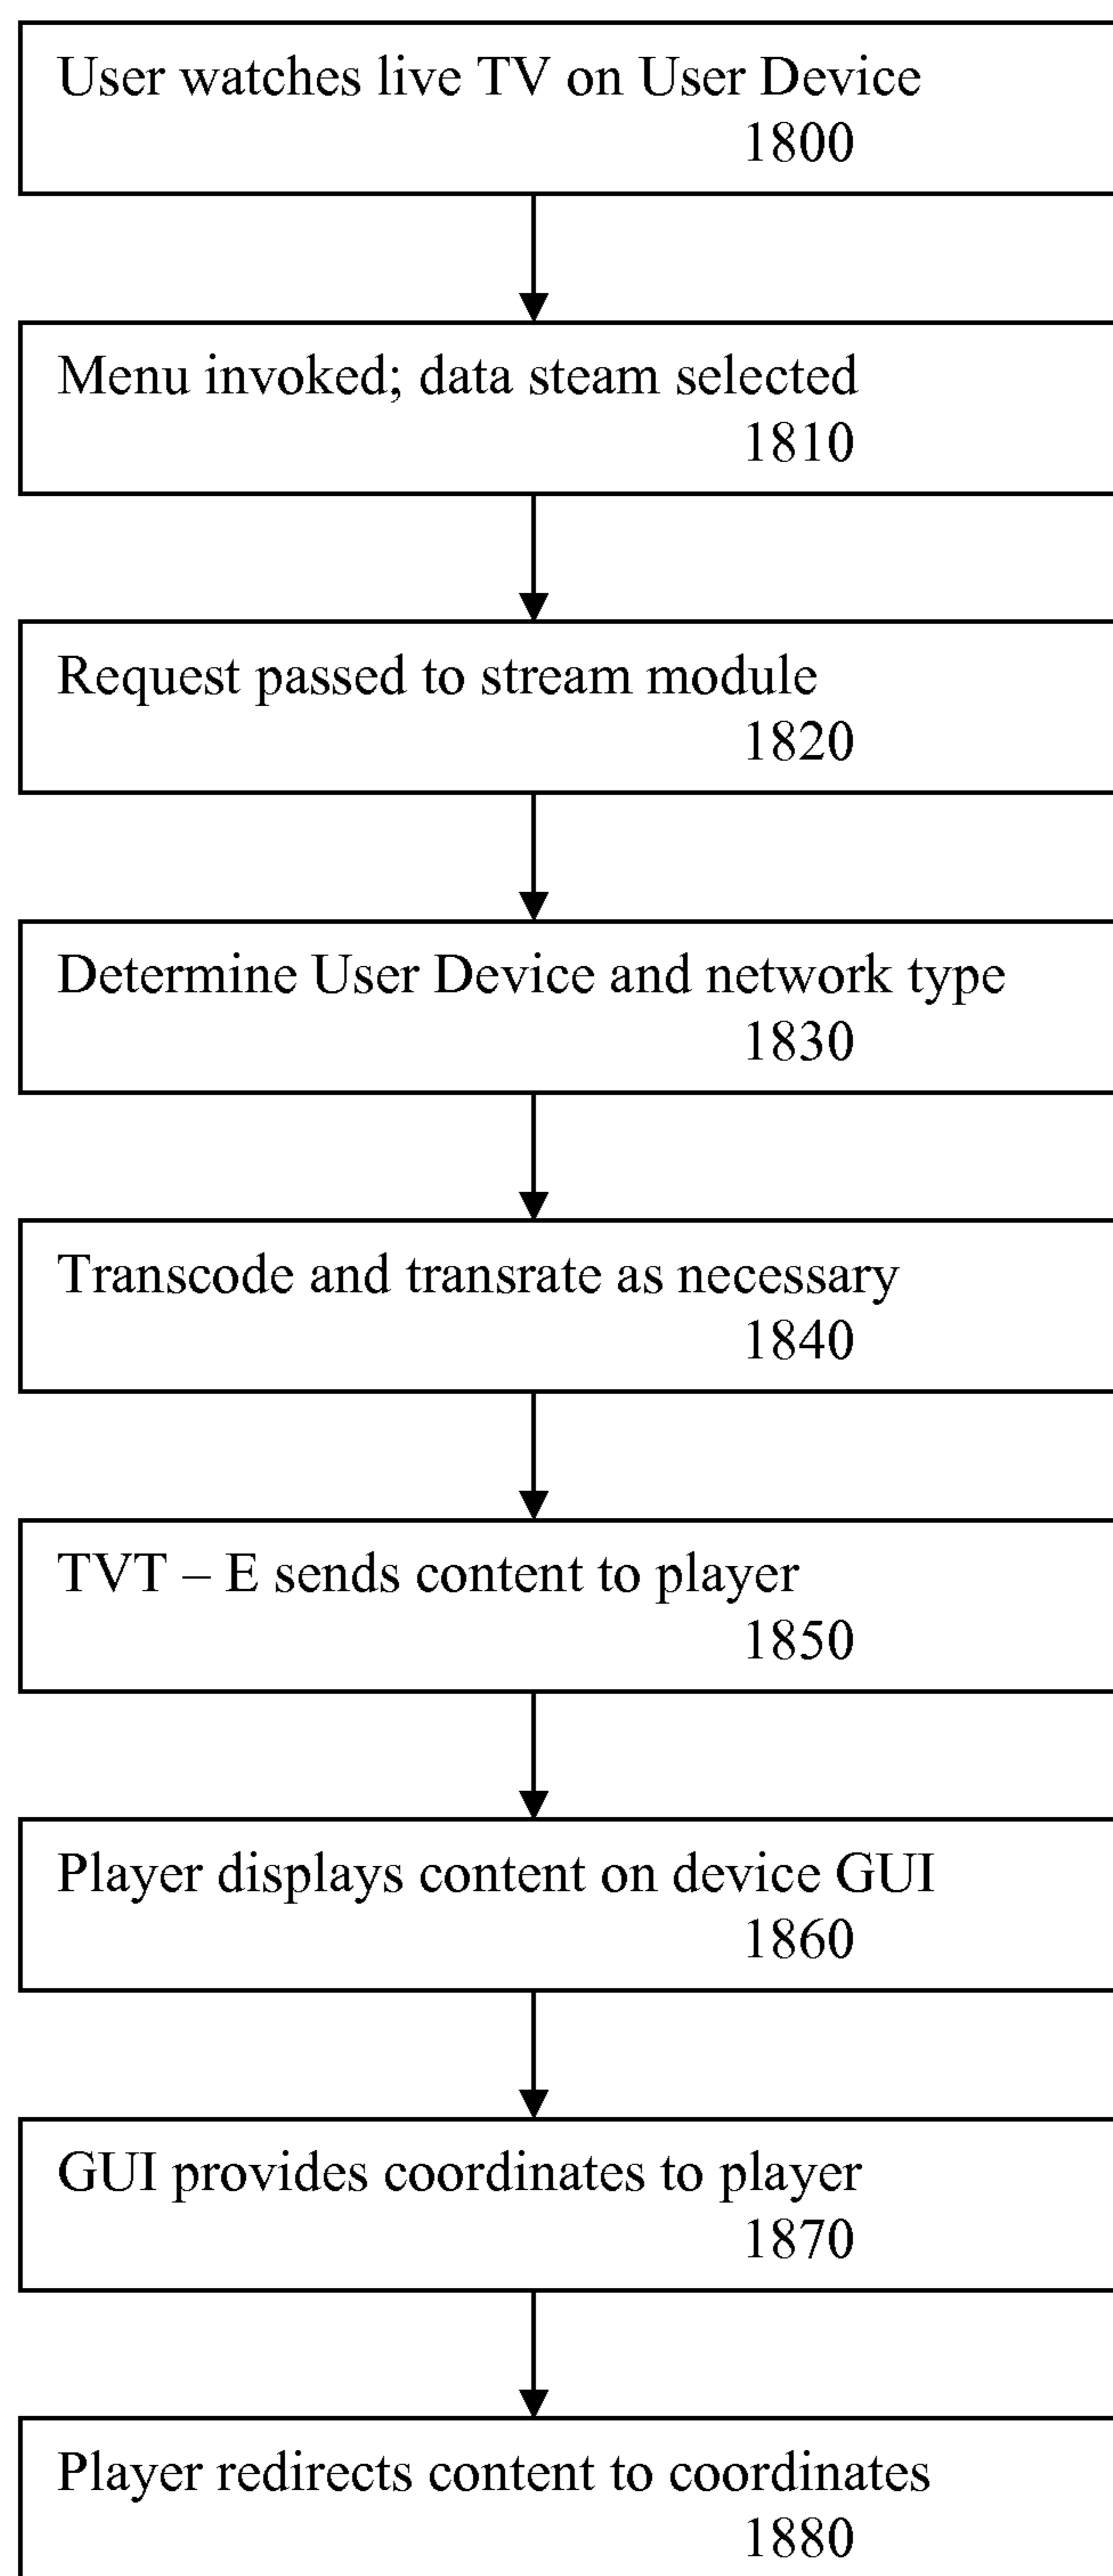 User watches live TV on User Device
1800
Menu invoked; data steam selected
1810
Request passed to stream module
1820
Determine User Device and network type
1830
Transcode and transrate as necessary
1840
TVT – E sends content to player
1850
Player displays content on device GUI
1860
GUI provides coordinates to player
1870
Player redirects content to coordinates
1880